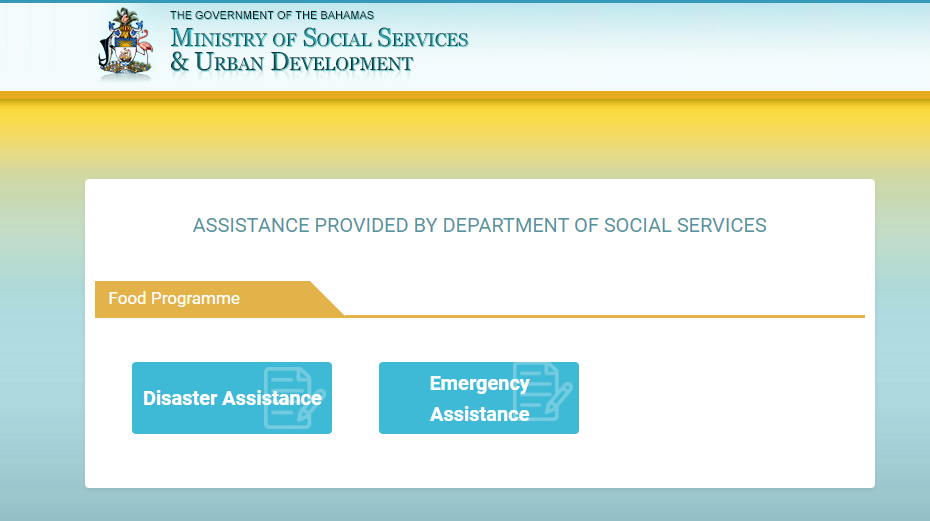 THE GOVERNMENT OF THE BAHAMAS
MINISTRY OF SOCIAL SERVICES
& URBAN DEVELOPMENT
ASSISTANCE PROVIDED BY DEPARTMENT OF SOCIAL SERVICES
Food Programme
Disaster Assistance
Emergency
Assistance